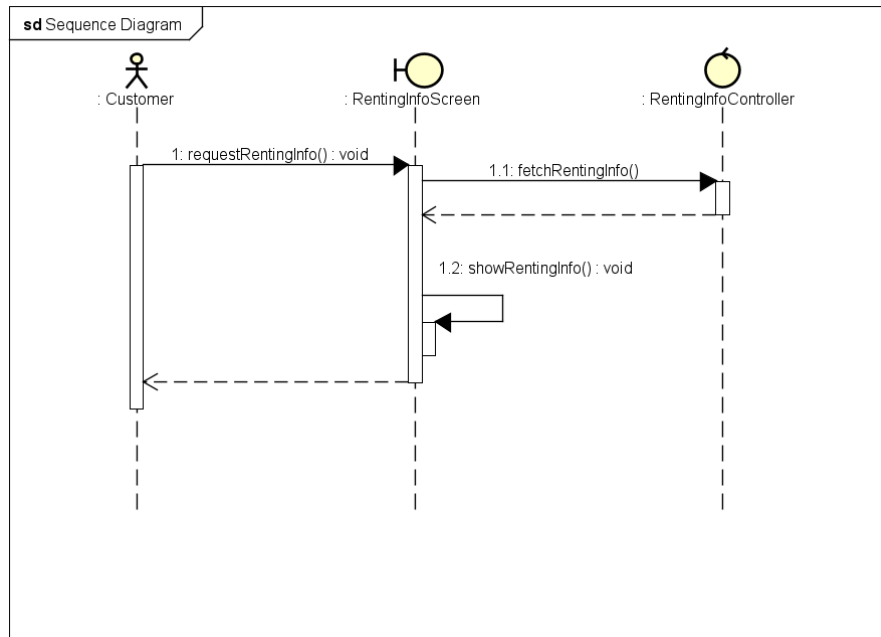 sd Sequence Diagram
: Customer
: RentingInfoScreen
: RentingInfoController
1: requestRentingInfo() : void
1.1: fetchRentingInfo()
1.2: showRentingInfo() : void